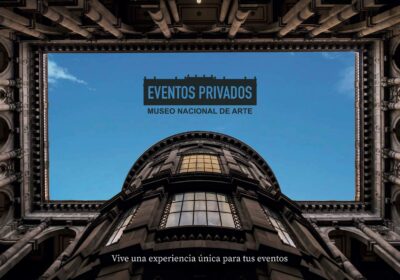 EVENTOS PRIVADOS
MUSEO NACIONAL DE ARTE
Vive una experiencia única para tus eventos